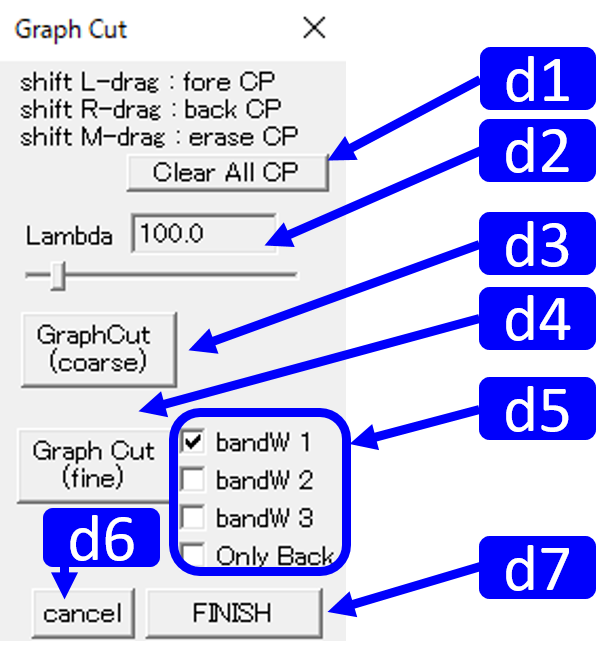 Graph Cut
shift L-drag : fore CP
shift R-drag : back CP
shift M-drag : erase CP
Clear All CP
d1
d2
Lambda 100.0
d3
GraphCut
(coarse)
d4
d5
Graph Cut
(fine)
bandW 1
bandW 2
bandW 3
Only Back
d6
d7
cancel
FINISH